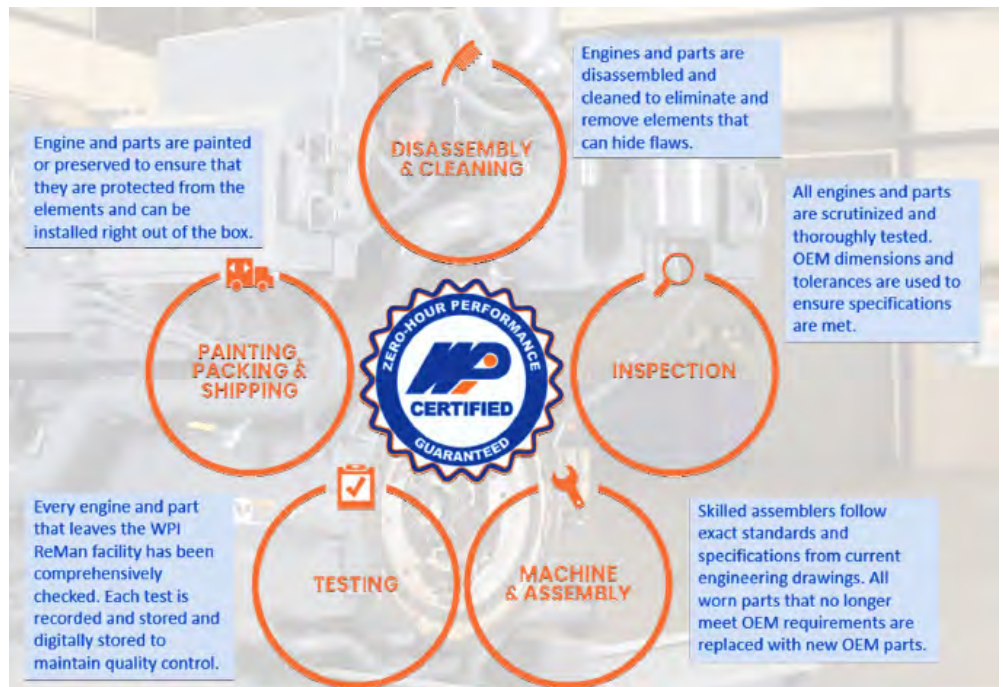 DISASSEMBLY
& CLEANING
Engines and parts are
disassembled and
cleaned to eliminate and
remove elements that
can hide flaws.
INSPECTION
All engines and parts
are scrutinized and
thoroughly tested.
OEM dimensions and
tolerances are used to
ensure specifications
are met.
MACHINE
& ASSEMBLY
Skilled assemblers follow
exact standards and
specifications from current
engineering drawings. All
worn parts that no longer
meet OEM requirements are
replaced with new OEM parts.
TESTING
Every engine and part
that leaves the WPI
ReMan facility has been
comprehensively
checked. Each test is
recorded and stored and
digitally stored to
maintain quality control.
PAINTING,
PACKING &
SHIPPING
Engine and parts are painted
or preserved to ensure that
they are protected from the
elements and can be
installed right out of the box.
ZERO-HOUR PERFORMANCE
WPI
CERTIFIED
GUARANTEED